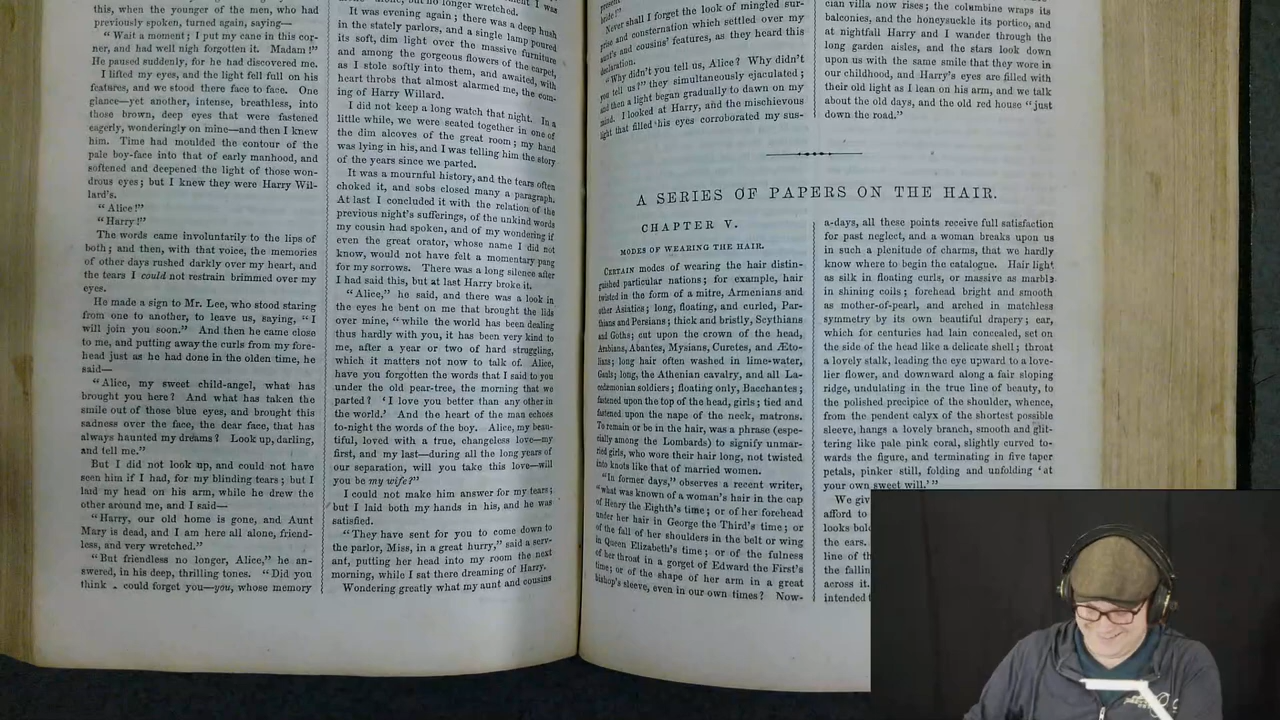 this, when the younger of the men, who had
previously spoken, turned again, saying—
“Wait a moment; I put my cane in this cor-
ner, and had well nigh forgotten it. Madam!”
He paused suddenly, for he had discovered me.
I lifted my eyes, and the light fell full on his
features, and we stood there face to face. One
glance—yet another, intense, breathless, into
those brown, deep eyes that were fastened
eagerly, wonderingly on mine—and then I knew
him. Time had moulded the contour of the
pale boy-face into that of early manhood, and
softened and deepened the light of those won-
drous eyes; but I knew they were Harry Wil-
lard's.
“Alice!”
“Harry!”
The words came involuntarily to the lips of
both; and then, with that voice, the memories
of other days rushed darkly over my heart, and
the tears I could not restrain brimmed over my
eyes.
He made a sign to Mr. Lee, who stood staring
from one to another, to leave us, saying, “I
will join you soon.” And then he came close
to me, and putting away the curls from my fore-
head just as he had done in the olden time, he
said—
“Alice, my sweet child-angel, what has
brought you here? And what has taken the
smile out of those blue eyes, and brought this
sadness over the face, the dear face, that has
always haunted my dreams? Look up, darling,
and tell me.”
But I did not look up, and could not have
seen him if I had, for my blinding tears; but I
laid my head on his arm, while he drew the
other around me, and I said—
“Harry, our old home is gone, and Aunt
Mary is dead, and I am here all alone, friend-
less, and very wretched.”
“But friendless no longer, Alice,” he an-
swered, in his deep, thrilling tones. “Did you
think I could forget you—you, whose memory
but no longer wretched.
It was evening again; there was a deep hush
in the stately parlors, and a single lamp poured
its soft, dim light over the massive furniture
and among the gorgeous flowers of the carpet,
as I stole softly into them, and awaited, with
heart throbs that almost alarmed me, the com-
ing of Harry Willard.
I did not keep a long watch that night. In a
little while, we were seated together in one of
the dim alcoves of the great room; my hand
was lying in his, and I was telling him the story
of the years since we parted.
It was a mournful history, and the tears often
choked it, and sobs closed many a paragraph.
At last I concluded it with the relation of the
previous night's sufferings, of the unkind words
my cousin had spoken, and of my wondering if
even the great orator, whose name I did not
know, would not have felt a momentary pang
for my sorrows. There was a long silence after
I had said this, but at last Harry broke it.
“Alice,” he said, and there was a look in
the eyes he bent on me that brought the lids
over mine, “while the world has been dealing
thus hardly with you, it has been very kind to
me, after a year or two of hard struggling,
which it matters not now to talk of. Alice,
have you forgotten the words that I said to you
under the old pear-tree, the morning that we
parted? ‘I love you better than any other in
the world.’ And the heart of the man echoes
to-night the words of the boy. Alice, my beau-
tiful, loved with a true, changeless love—my
first, and my last—during all the long years of
our separation, will you take this love—will
you be my wife?”
I could not make him answer for my tears;
but I laid both my hands in his, and he was
satisfied.
“They have sent for you to come down to
the parlor, Miss, in a great hurry,” said a serv-
ant, putting her head into my room the next
morning, while I sat there dreaming of Harry.
Wondering greatly what my aunt and cousins
Never shall I forget the look of mingled sur-
prise and consternation which settled over my
aunt's and cousins' features, as they heard this
declaration.
“Why didn't you tell us, Alice? Why didn't
you tell us?” they simultaneously ejaculated;
and then a light began gradually to dawn on my
mind. I looked at Harry, and the mischievous
light that filled his eyes corroborated my sus-
cian villa now rises; the columbine wraps its
balconies, and the honeysuckle its portico, and
at nightfall Harry and I wander through the
long garden aisles, and the stars look down
upon us with the same smile that they wore in
our childhood, and Harry's eyes are filled with
their old light as I lean on his arm, and we talk
about the old days, and the old red house “just
down the road.”
A SERIES OF PAPERS ON THE HAIR.
CHAPTER V.
MODES OF WEARING THE HAIR.
CERTAIN modes of wearing the hair distin-
guished particular nations; for example, hair
twisted in the form of a mitre, Armenians and
other Asiatics; long, floating, and curled, Par-
thians and Persians; thick and bristly, Scythians
and Goths; cut upon the crown of the head,
Arabians, Abantes, Mysians, Curetes, and Æto-
lians; long hair often washed in lime-water,
Gauls; long, the Athenian cavalry, and all La-
cedæmonian soldiers; floating only, Bacchantes;
fastened upon the top of the head, girls; tied and
fastened upon the nape of the neck, matrons.
To remain or be in the hair, was a phrase (espe-
cially among the Lombards) to signify unmar-
ried girls, who wore their hair long, not twisted
into knots like that of married women.
“In former days,” observes a recent writer,
“what was known of a woman's hair in the cap
of Henry the Eighth's time; or of her forehead
under her hair in George the Third's time; or
of the fall of her shoulders in the belt or wing
in Queen Elizabeth's time; or of the fulness
of her throat in a gorget of Edward the First's
time; or of the shape of her arm in a great
bishop's sleeve, even in our own times? Now-
a-days, all these points receive full satisfaction
for past neglect, and a woman breaks upon us
in such a plenitude of charms, that we hardly
know where to begin the catalogue. Hair light
as silk in floating curls, or massive as marble
in shining coils; forehead bright and smooth
as mother-of-pearl, and arched in matchless
symmetry by its own beautiful drapery; ear,
which for centuries had lain concealed, set on
the side of the head like a delicate shell; throat
a lovely stalk, leading the eye upward to a love-
lier flower, and downward along a fair sloping
ridge, undulating in the true line of beauty, to
the polished precipice of the shoulder, whence,
from the pendent calyx of the shortest possible
sleeve, hangs a lovely branch, smooth and glit-
tering like pale pink coral, slightly curved to-
wards the figure, and terminating in five taper
petals, pinker still, folding and unfolding ‘at
your own sweet will.’”
We giv
afford to
looks bol
the ears.
line of th
the fallin
across it.
intended t